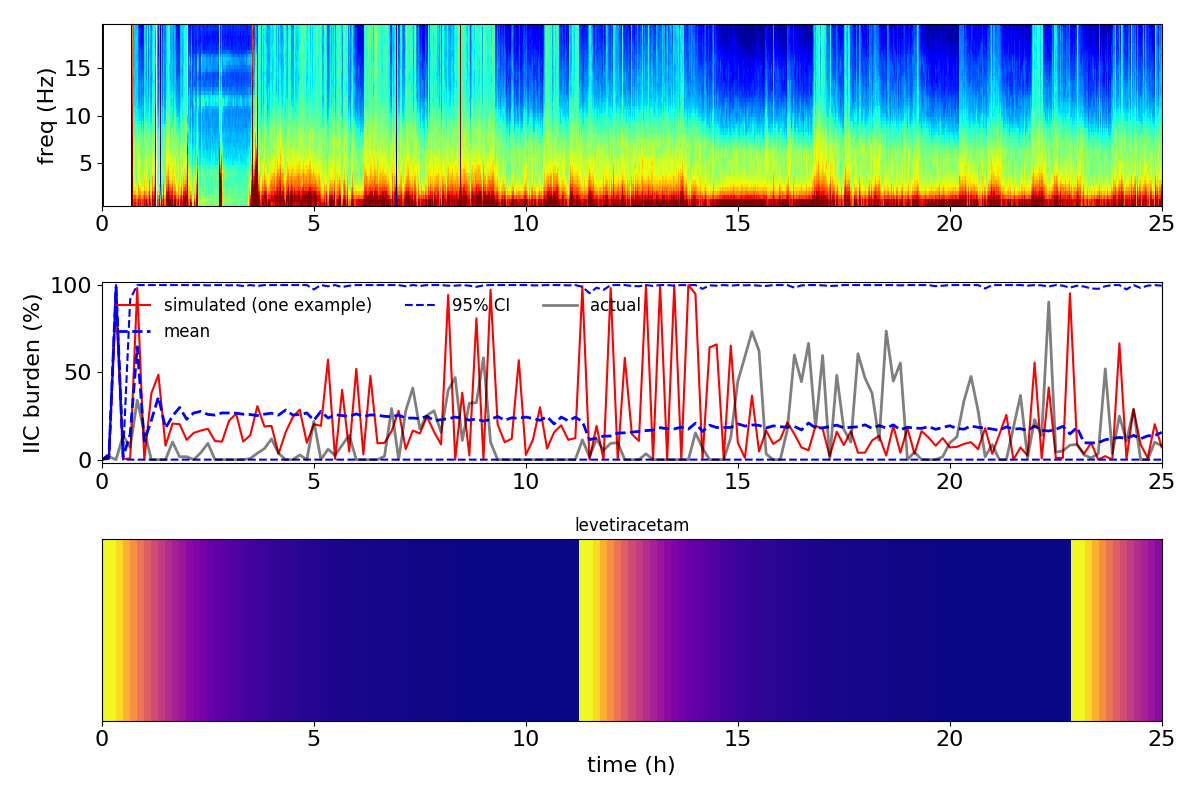 15
10
5
freq (Hz)
0 5 10 15 20 25
100
50
0
IIC burden (%)
simulated (one example) 95% CI actual
mean
0 5 10 15 20 25
levetiracetam
0 5 10 15 20 25
time (h)